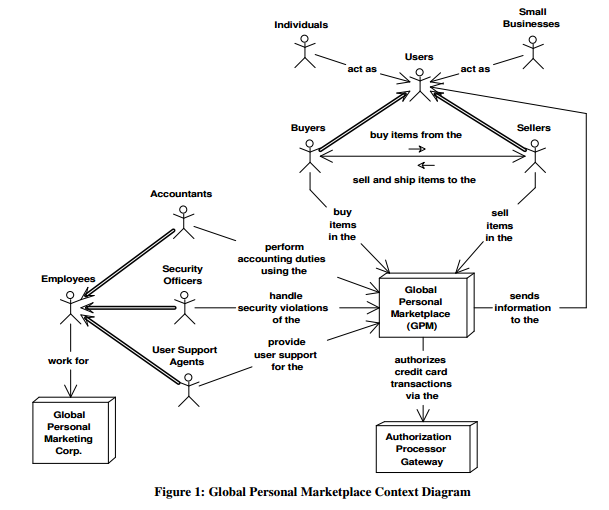 Individuals
Small
Businesses
act as
Users
act as
Buyers
buy items from the
Sellers
sell and ship items to the
Accountants
buy
items
in the
sell
items
in the
perform
accounting duties
using the
Employees
Security
Officers
handle
security violations
of the
Global
Personal
Marketplace
(GPM)
sends
information
to the
provide
user support
for the
User Support
Agents
work for
authorizes
credit card
transactions
via the
Global
Personal
Marketing
Corp.
Authorization
Processor
Gateway
Figure 1: Global Personal Marketplace Context Diagram